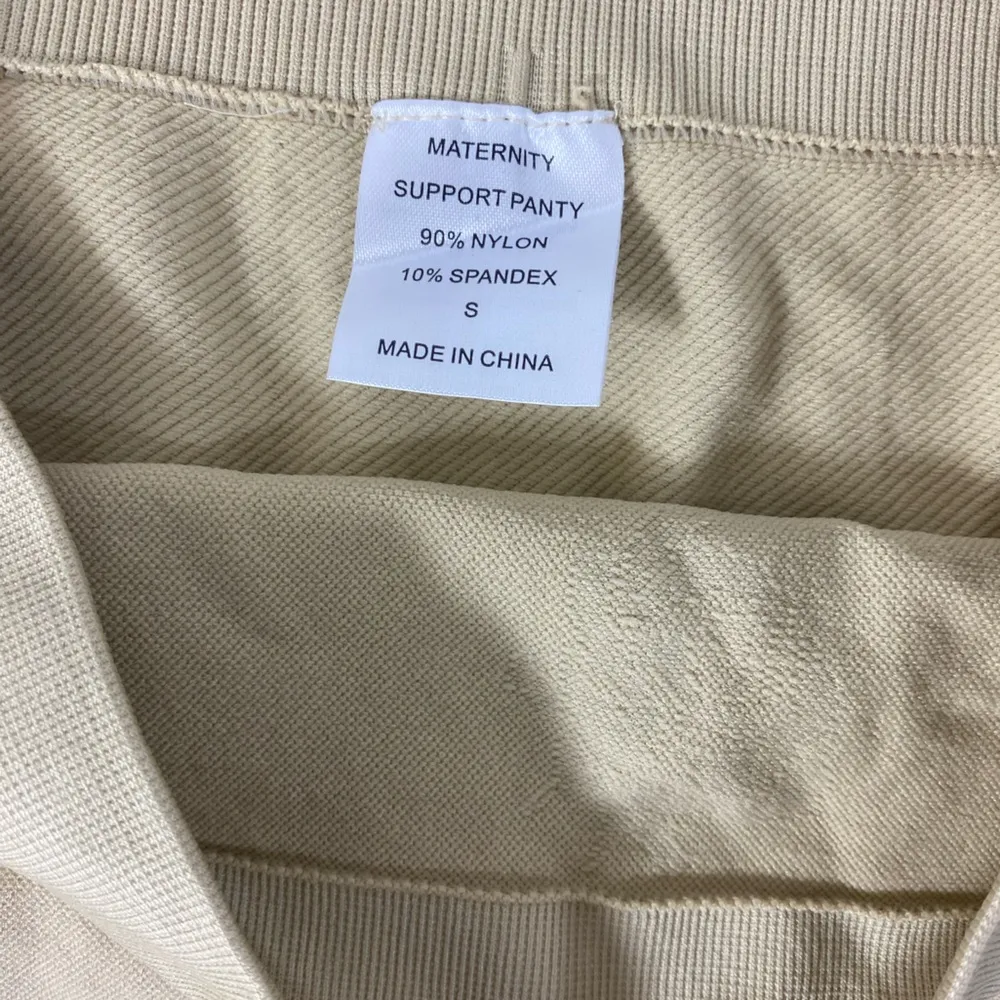 MATERNITY
SUPPORT PANTY
90% NYLON
10% SPANDEX
S
MADE IN CHINA